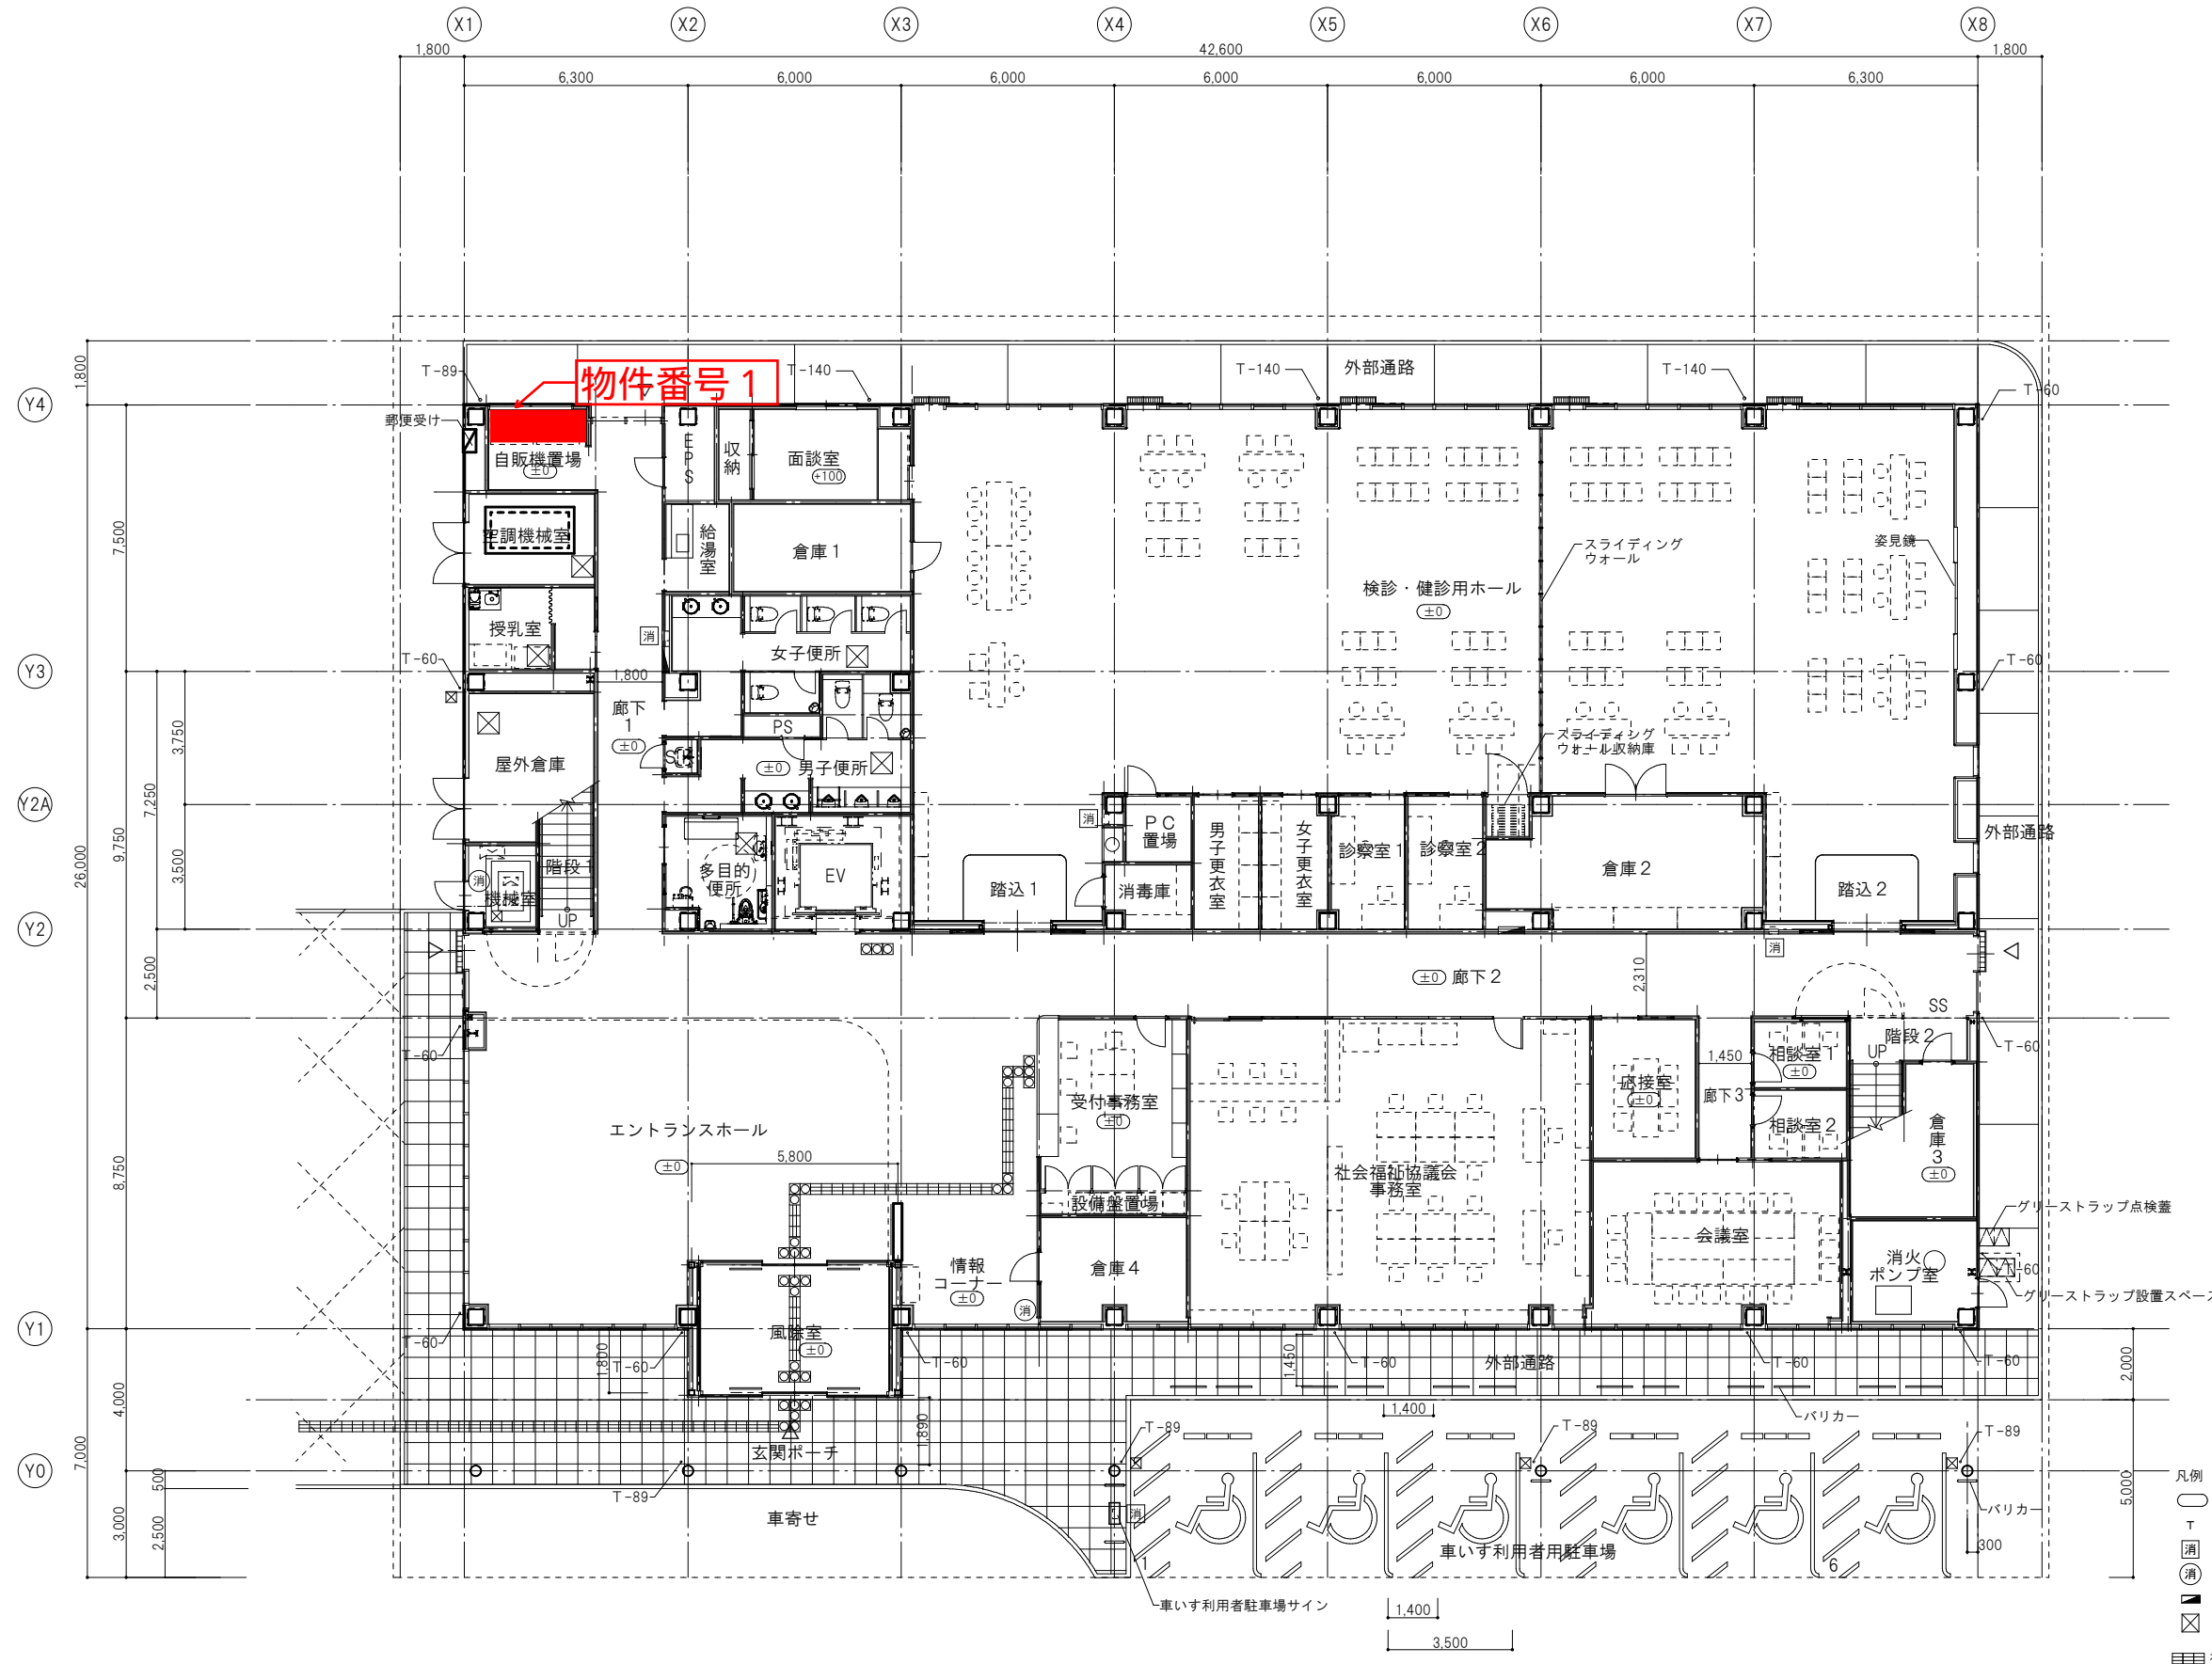 X1 X2 X3 X4 X5 X6 X7 X8
1,800 42,600 1,800
6,300 6,000 6,000 6,000 6,000 6,000 6,300
1,800
T-89
物件番号1
T-140
T-140
外部通路
T-140
T-60
Y4
郵便受け
自販機置場
±0
EPS
収納
面談室
+100
7,500
空調機械室
給湯室
倉庫1
スライディング
ウォール
姿見鏡
検診・健診用ホール
±0
授乳室
消
女子便所
Y3
T-60
1,800
T-60
廊下
1
±0
PS
3,750
スライディング
ウォール収納庫
屋外倉庫
SK
±0 男子便所
Y2A
7,250
9,750
26,000
3,500
消
PC
置場
男子更衣室
女子更衣室
診察室1
診察室2
倉庫2
外部通路
階段1
消
機械室
UP
多目的
便所
EV
踏込1
消毒庫
踏込2
Y2
消
2,500
±0 廊下2
2,310
SS
T-60
階段2
UP
T-60
相談室1
±0
1,450
応接室
±0
廊下3
相談室2
受付事務室
±0
エントランスホール
±0
5,800
倉庫3
±0
8,750
社会福祉協議会
事務室
設備盤置場
グリーストラップ点検蓋
会議室
消火
ポンプ室
情報
コーナー
±0
倉庫4
消
T-60
グリーストラップ設置スペース
Y1
風除室
±0
T-60
1,800
T-60
T-60
1,450
T-60
外部通路
T-60
T-60
2,000
4,000
1,400
バリカー
1,890
T-89
T-89
T-89
玄関ポーチ
7,000
Y0
500
T-89
凡例
5,000
バリカー
T
車寄せ
消
3,000
2,500
車いす利用者用駐車場
300
消
1
6
消
車いす利用者駐車場サイン
1,400
3,500